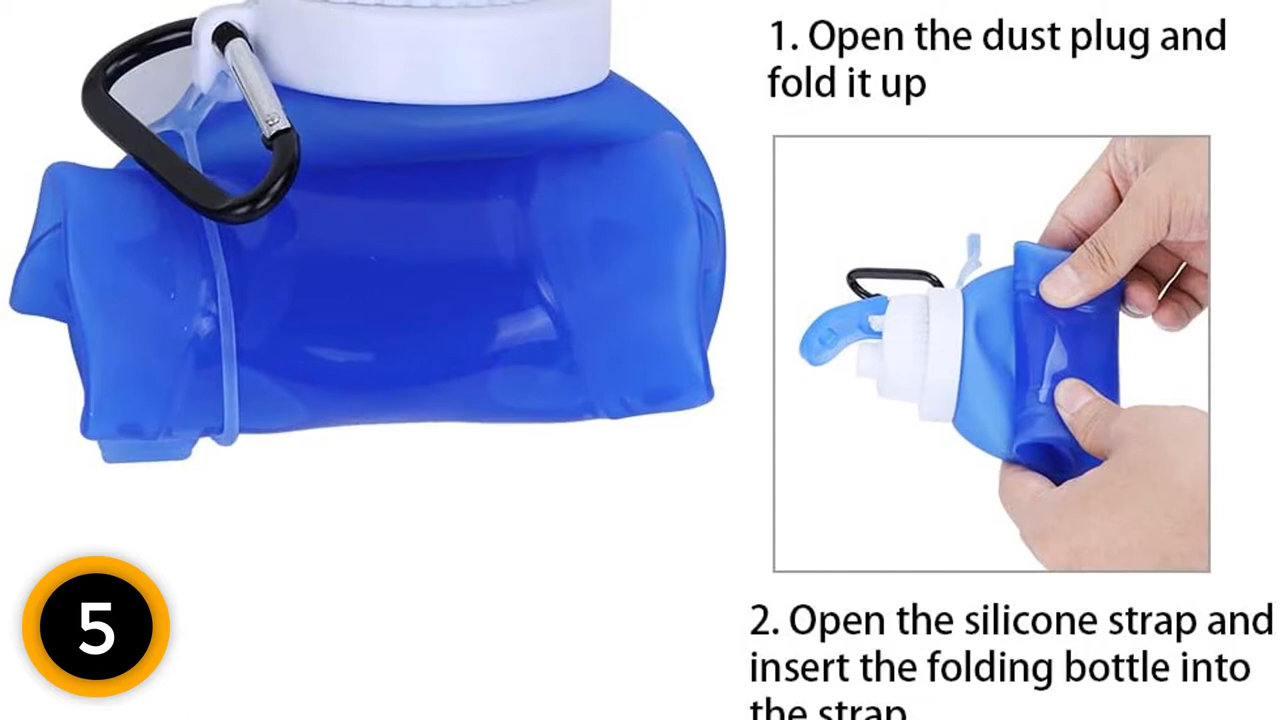 1. Open the dust plug and
fold it up
5
2. Open the silicone strap and
insert the folding bottle into
the strap